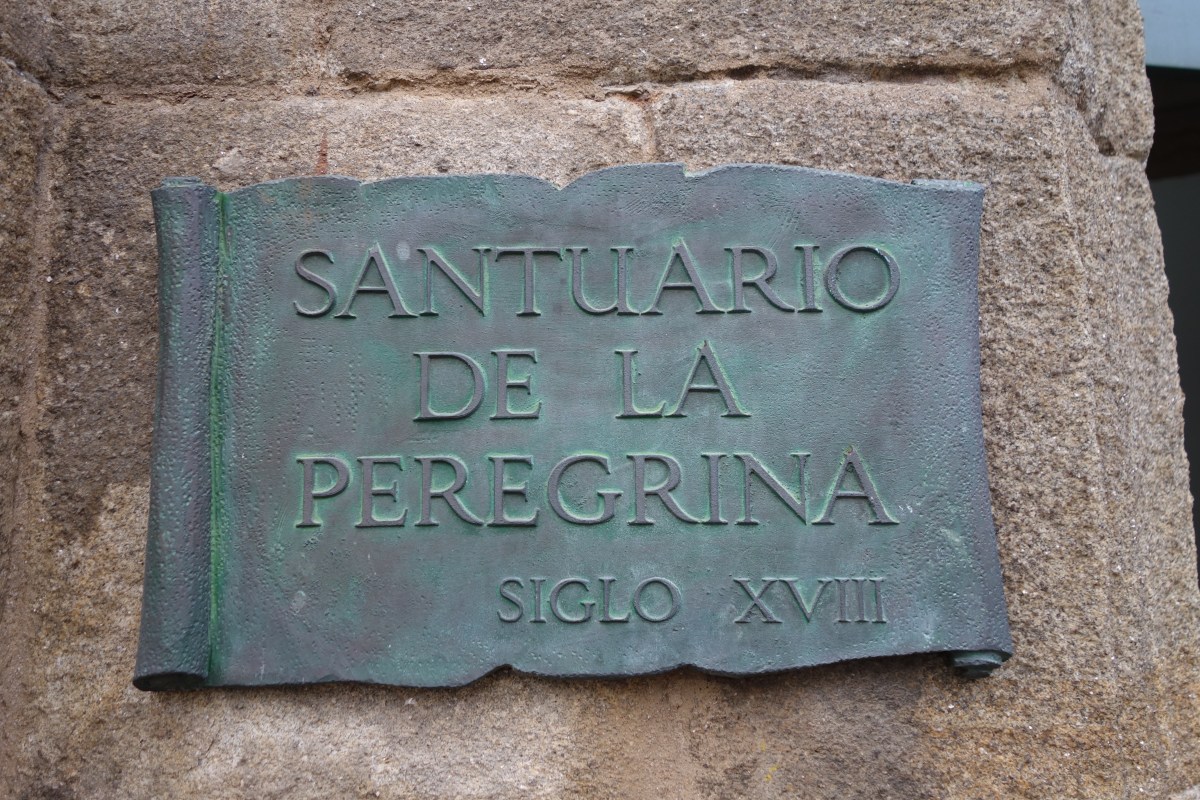 SANTUARIO
DE LA
PEREGRINA
SIGLO XVIII